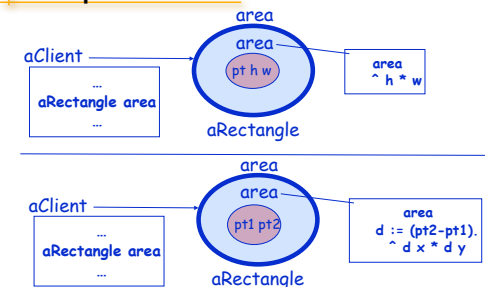 area
area
aClient
pt h w
area
^ h * w
...
aRectangle area
...
aRectangle
area
area
aClient
pt1 pt2
area
d := (pt2-pt1).
^ d x * d y
...
aRectangle area
...
aRectangle